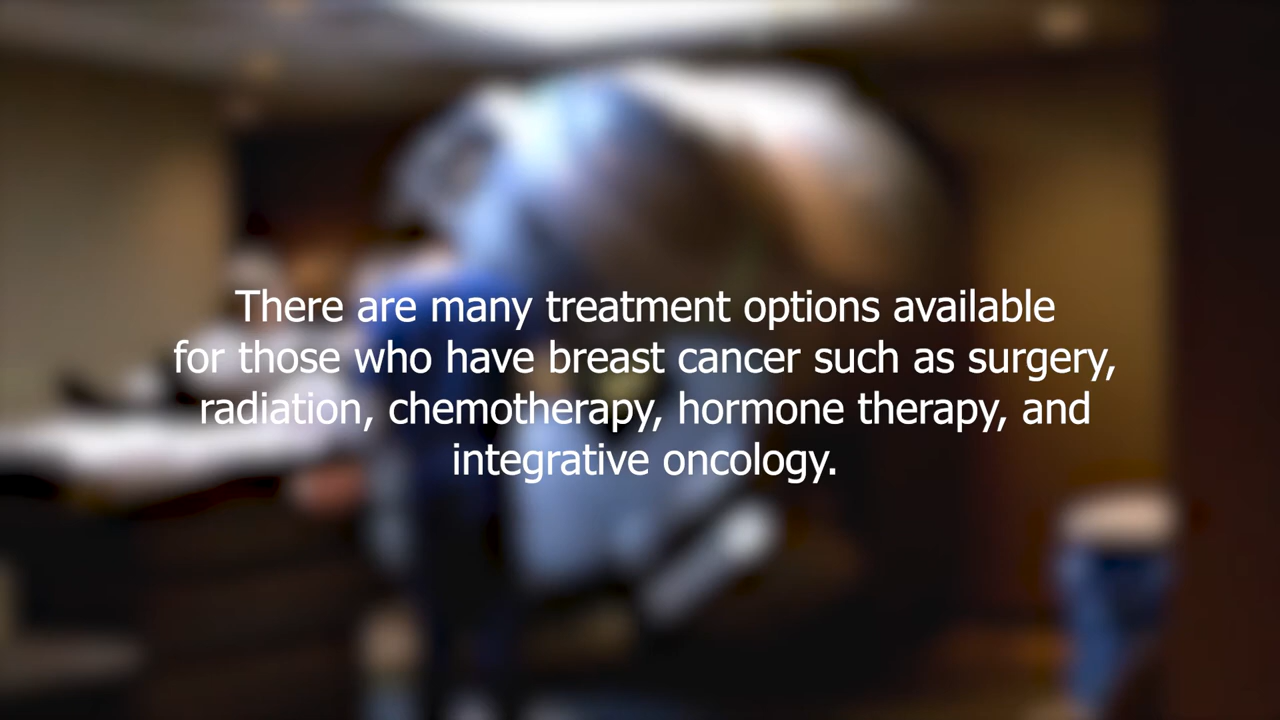 There are many treatment options available
for those who have breast cancer such as surgery,
radiation, chemotherapy, hormone therapy, and
integrative oncology.